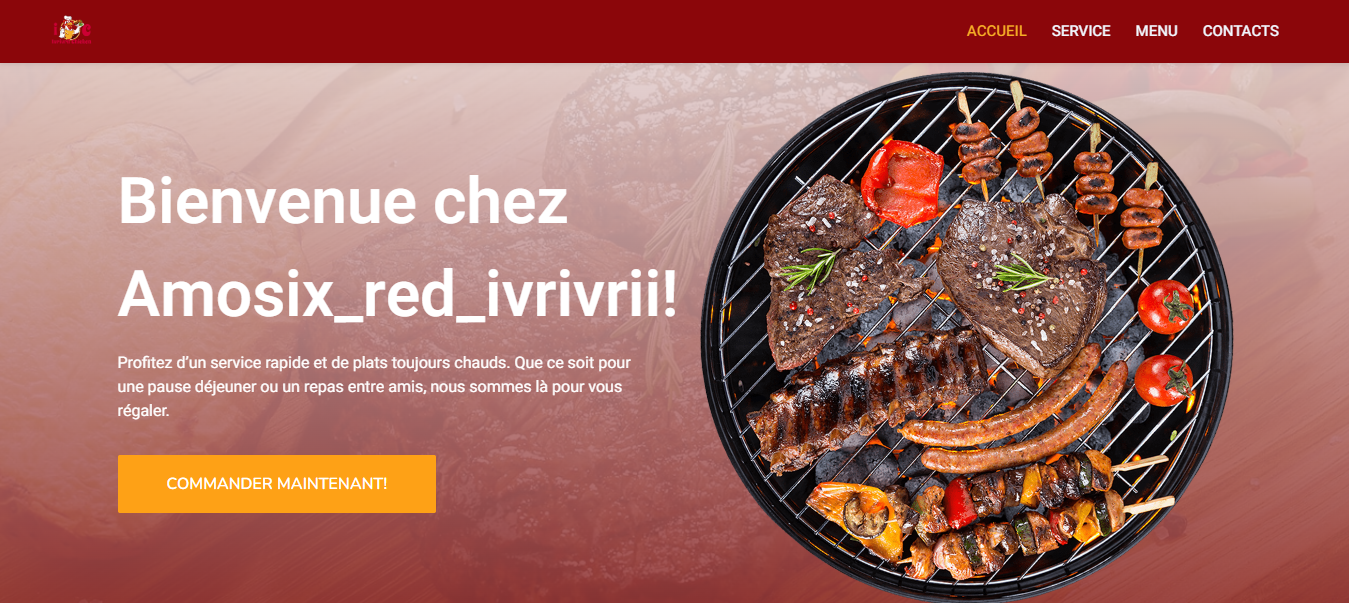 ACCUEIL SERVICE MENU CONTACTS
Bienvenue chez
Amosix_red_ivrivrii!
Profitez d’un service rapide et de plats toujours chauds. Que ce soit pour
une pause déjeuner ou un repas entre amis, nous sommes là pour vous
régaler.
COMMANDER MAINTENANT!